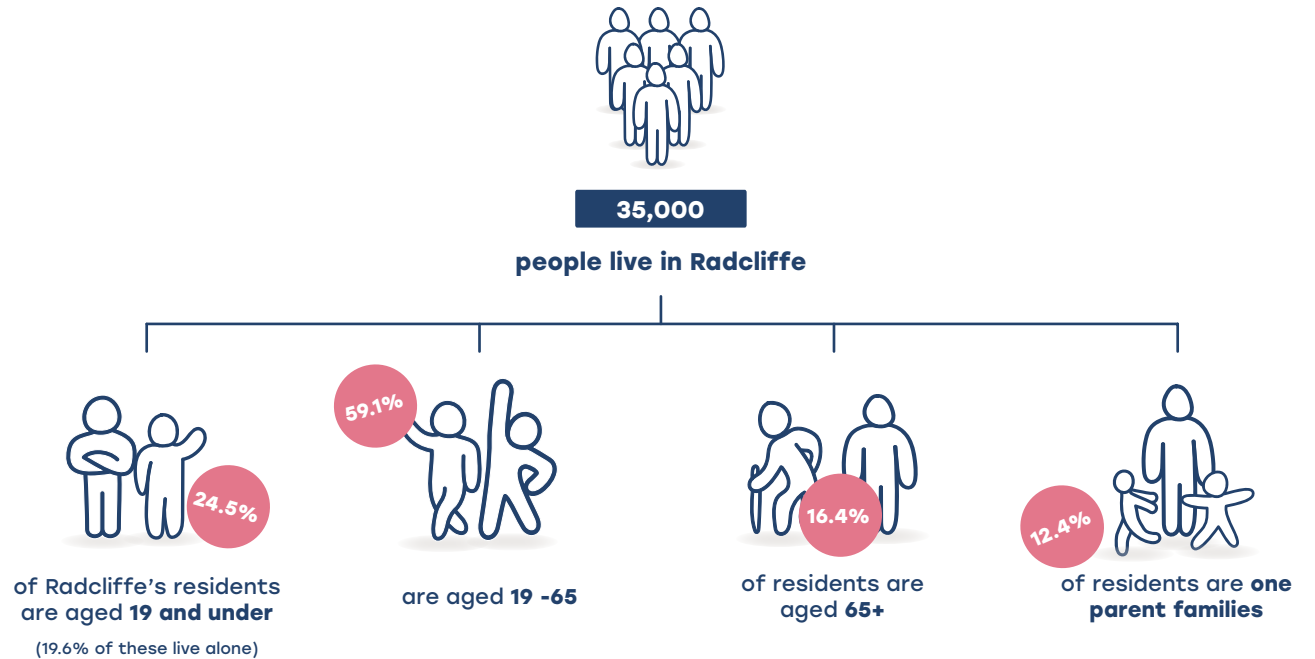 35,000
people live in Radcliffe
24.5%
of Radcliffe's residents
are aged 19 and under
(19.6% of these live alone)
59.1%
are aged 19 -65
16.4%
of residents are
aged 65+
12.4%
of residents are one
parent families